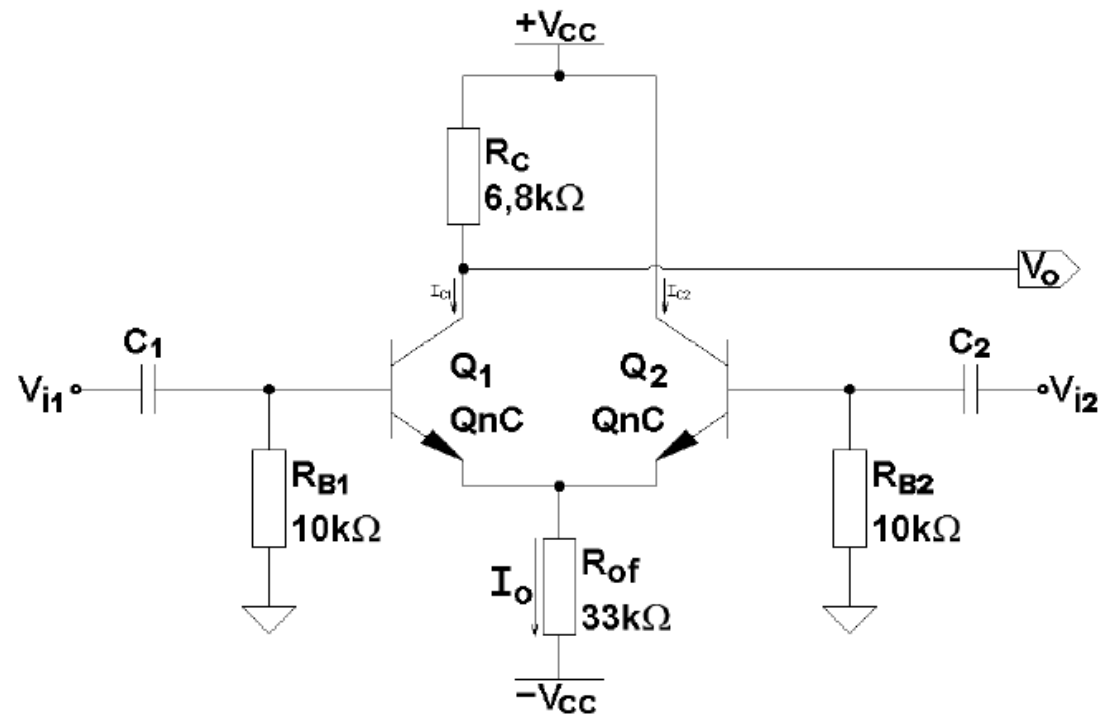 +VCC
RC
6,8kΩ
Vo
IC1
IC2
C1
Q1
Q2
C2
Vi1
QnC
QnC
Vi2
RB1
10kΩ
RB2
10kΩ
Io
Rof
33kΩ
−VCC